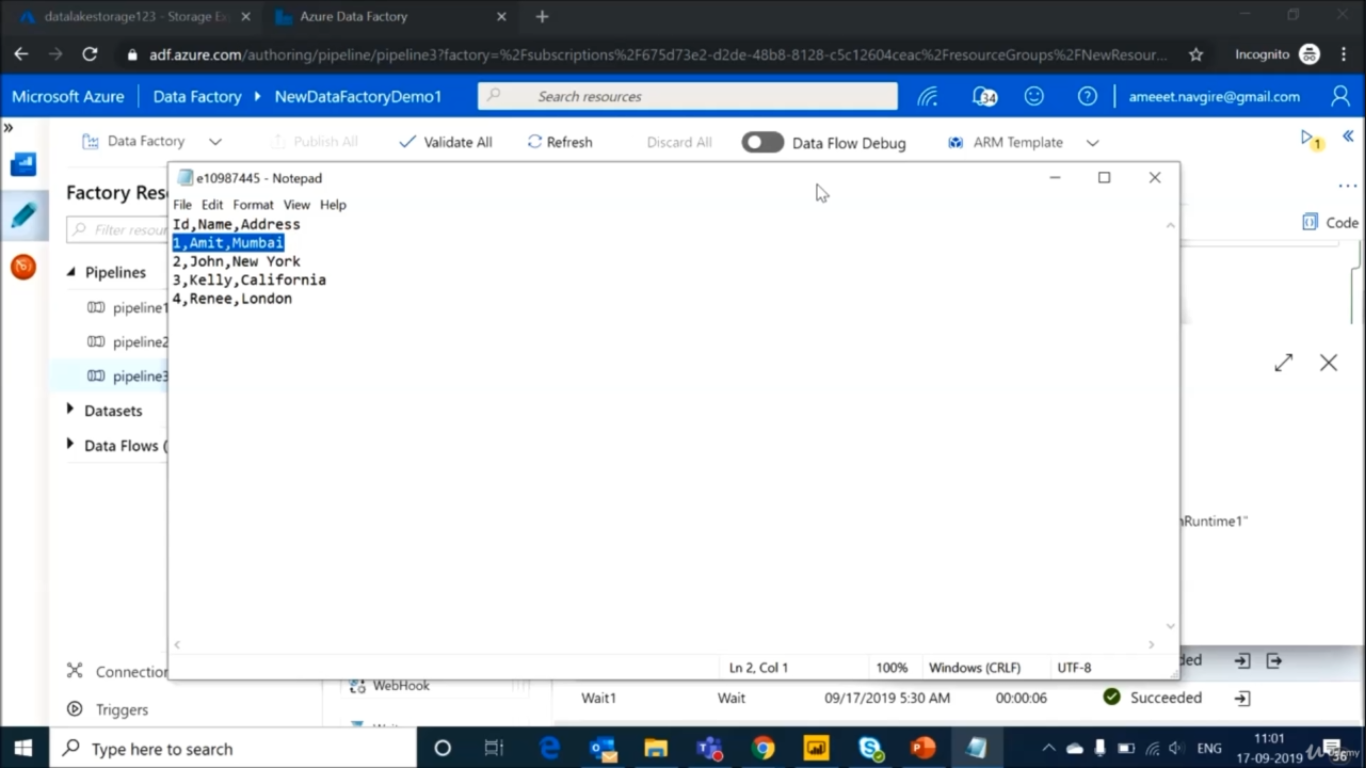 datalakestorage123 - Storage Ex
Azure Data Factory
adf.azure.com/authoring/pipeline/pipeline3?factory=%2Fsubscriptions%2F675d73e2-d2de-48b8-8128-c5c12604ceac%2FresourceGroups%2FNewResour...
Incognito
Microsoft Azure
Data Factory
NewDataFactoryDemo1
Search resources
34
ameeet.navgire@gmail.com
Data Factory
Publish All
Validate All
Refresh
Discard All
Data Flow Debug
ARM Template
1
Factory Res
Filter resour
Code
Pipelines
pipeline1
pipeline2
pipeline3
Datasets
Data Flows (
e10987445 - Notepad
File Edit Format View Help
Id,Name,Address
1,Amit,Mumbai
2,John,New York
3,Kelly,California
4,Renee,London
nRuntime1"
Ln 2, Col 1
100%
Windows (CRLF)
UTF-8
Connection
Triggers
WebHook
ded
Wait1
Wait
09/17/2019 5:30 AM
00:00:06
Succeeded
Type here to search
ENG
11:01
17-09-2019
36